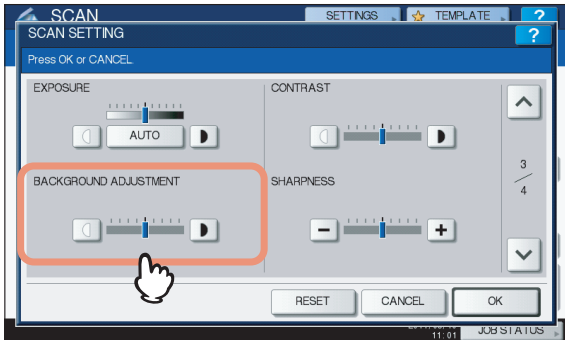 SCAN
SETTINGS
TEMPLATE
?
SCAN SETTING
?
Press OK or CANCEL
EXPOSURE
AUTO
CONTRAST
BACKGROUND ADJUSTMENT
SHARPNESS
3
4
RESET
CANCEL
OK
11:01
JOB STATUS